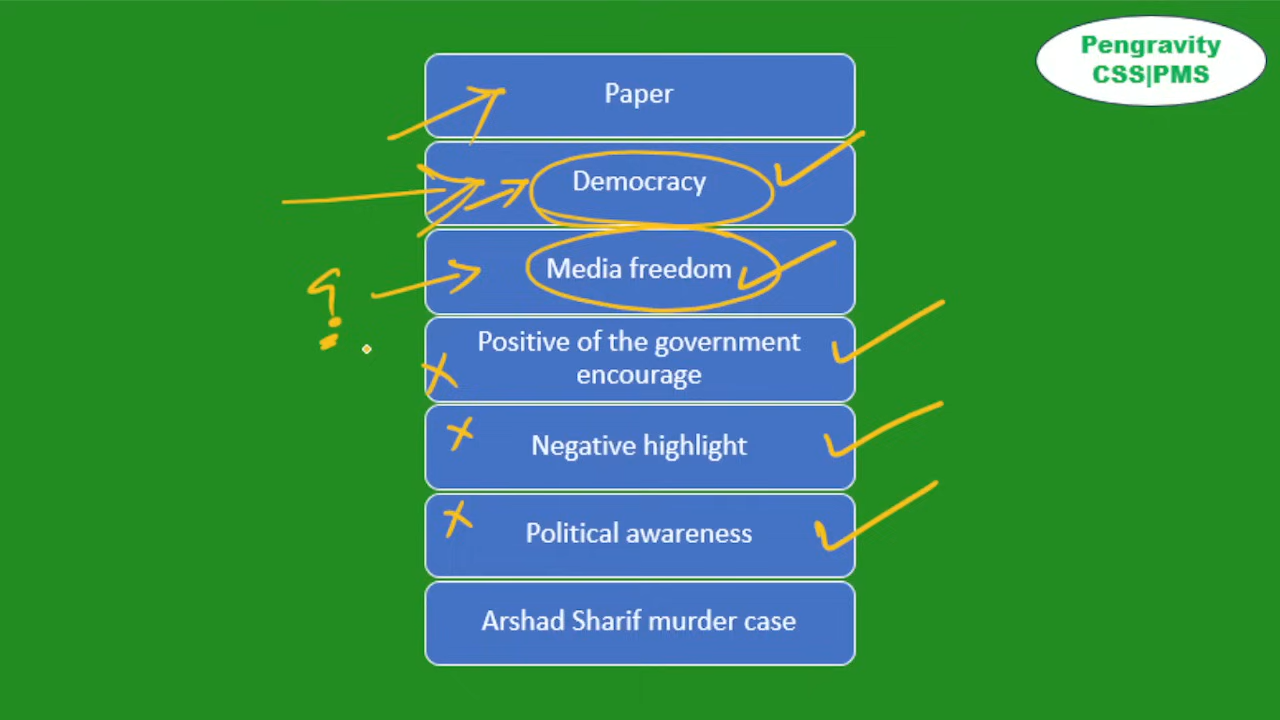 Pengravity
CSS|PMS
Paper
Democracy
Media freedom
?
Positive of the government
encourage
Negative highlight
Political awareness
Arshad Sharif murder case